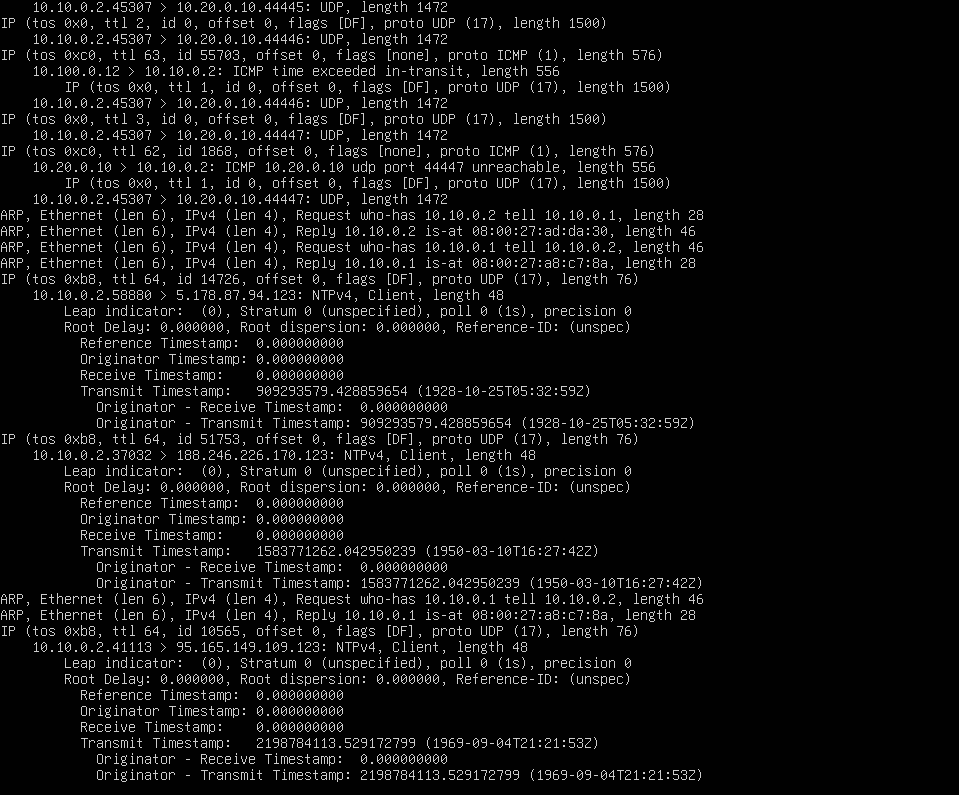 10.10.0.2.45307 > 10.20.0.10.44445: UDP, length 1472
IP (tos 0x0, ttl 2, id 0, offset 0, flags [DF], proto UDP (17), length 1500)
    10.10.0.2.45307 > 10.20.0.10.44446: UDP, length 1472
IP (tos 0xc0, ttl 63, id 55703, offset 0, flags [none], proto ICMP (1), length 576)
    10.100.0.12 > 10.10.0.2: ICMP time exceeded in-transit, length 556
        IP (tos 0x0, ttl 1, id 0, offset 0, flags [DF], proto UDP (17), length 1500)
    10.10.0.2.45307 > 10.20.0.10.44446: UDP, length 1472
IP (tos 0x0, ttl 3, id 0, offset 0, flags [DF], proto UDP (17), length 1500)
    10.10.0.2.45307 > 10.20.0.10.44447: UDP, length 1472
IP (tos 0xc0, ttl 62, id 1868, offset 0, flags [none], proto ICMP (1), length 576)
    10.20.0.10 > 10.10.0.2: ICMP 10.20.0.10 udp port 44447 unreachable, length 556
        IP (tos 0x0, ttl 1, id 0, offset 0, flags [DF], proto UDP (17), length 1500)
    10.10.0.2.45307 > 10.20.0.10.44447: UDP, length 1472
ARP, Ethernet (len 6), IPv4 (len 4), Request who-has 10.10.0.2 tell 10.10.0.1, length 28
ARP, Ethernet (len 6), IPv4 (len 4), Reply 10.10.0.2 is-at 08:00:27:ad:da:30, length 46
ARP, Ethernet (len 6), IPv4 (len 4), Request who-has 10.10.0.1 tell 10.10.0.2, length 46
ARP, Ethernet (len 6), IPv4 (len 4), Reply 10.10.0.1 is-at 08:00:27:a8:c7:8a, length 28
IP (tos 0xb8, ttl 64, id 14726, offset 0, flags [DF], proto UDP (17), length 76)
    10.10.0.2.58880 > 5.178.87.94.123: NTPv4, Client, length 48
        Leap indicator:  (0), Stratum 0 (unspecified), poll 0 (1s), precision 0
        Root Delay: 0.000000, Root dispersion: 0.000000, Reference-ID: (unspec)
          Reference Timestamp:  0.000000000
          Originator Timestamp: 0.000000000
          Receive Timestamp:    0.000000000
          Transmit Timestamp:   909293579.428859654 (1928-10-25T05:32:59Z)
            Originator - Receive Timestamp:  0.000000000
            Originator - Transmit Timestamp: 909293579.428859654 (1928-10-25T05:32:59Z)
IP (tos 0xb8, ttl 64, id 51753, offset 0, flags [DF], proto UDP (17), length 76)
    10.10.0.2.37032 > 188.246.226.170.123: NTPv4, Client, length 48
        Leap indicator:  (0), Stratum 0 (unspecified), poll 0 (1s), precision 0
        Root Delay: 0.000000, Root dispersion: 0.000000, Reference-ID: (unspec)
          Reference Timestamp:  0.000000000
          Originator Timestamp: 0.000000000
          Receive Timestamp:    0.000000000
          Transmit Timestamp:   1583771262.042950239 (1950-03-10T16:27:42Z)
            Originator - Receive Timestamp:  0.000000000
            Originator - Transmit Timestamp: 1583771262.042950239 (1950-03-10T16:27:42Z)
ARP, Ethernet (len 6), IPv4 (len 4), Request who-has 10.10.0.1 tell 10.10.0.2, length 46
ARP, Ethernet (len 6), IPv4 (len 4), Reply 10.10.0.1 is-at 08:00:27:a8:c7:8a, length 28
IP (tos 0xb8, ttl 64, id 10565, offset 0, flags [DF], proto UDP (17), length 76)
    10.10.0.2.41113 > 95.165.149.109.123: NTPv4, Client, length 48
        Leap indicator:  (0), Stratum 0 (unspecified), poll 0 (1s), precision 0
        Root Delay: 0.000000, Root dispersion: 0.000000, Reference-ID: (unspec)
          Reference Timestamp:  0.000000000
          Originator Timestamp: 0.000000000
          Receive Timestamp:    0.000000000
          Transmit Timestamp:   2198784113.529172799 (1969-09-04T21:21:53Z)
            Originator - Receive Timestamp:  0.000000000
            Originator - Transmit Timestamp: 2198784113.529172799 (1969-09-04T21:21:53Z)